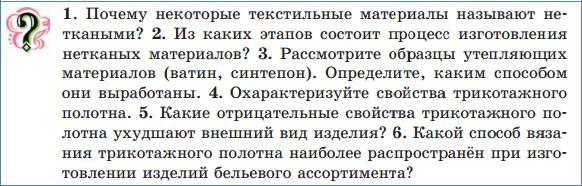 1. Почему некоторые текстильные материалы называют не-
ткаными? 2. Из каких этапов состоит процесс изготовления
нетканых материалов? 3. Рассмотрите образцы утепляющих
материалов (ватин, синтепон). Определите, каким способом
они выработаны. 4. Охарактеризуйте свойства трикотажного
полотна. 5. Какие отрицательные свойства трикотажного по-
лотна ухудшают внешний вид изделия? 6. Какой способ вяза-
ния трикотажного полотна наиболее распространён при изго-
товлении изделий бельевого ассортимента?